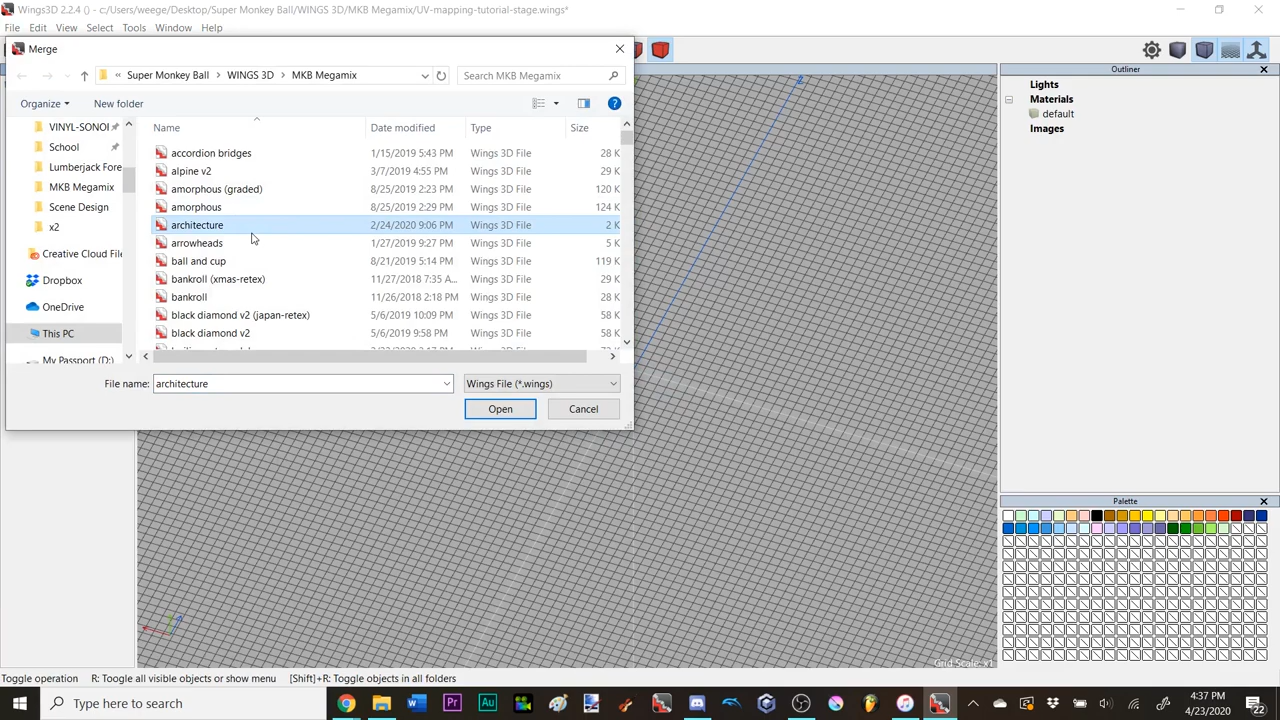 Wings3D 2.2.4 () - c:/Users/weege/Desktop/Super Monkey Ball/WINGS 3D/MKB Megamix/UV-mapping-tutorial-stage.wings*
File Edit View Select Tools Window Help
Merge
« Super Monkey Ball > WINGS 3D > MKB Megamix
Search MKB Megamix
Organize New folder
Name Date modified Type Size
VINYL-SONOI
School
Lumberjack Fore
MKB Megamix
Scene Design
x2
Creative Cloud File
Dropbox
OneDrive
This PC
My Passport (D:)
accordion bridges 1/15/2019 5:43 PM Wings 3D File 28 K
alpine v2 3/7/2019 4:55 PM Wings 3D File 29 K
amorphous (graded) 8/25/2019 2:23 PM Wings 3D File 120 K
amorphous 8/25/2019 2:29 PM Wings 3D File 124 K
architecture 2/24/2020 9:06 PM Wings 3D File 2 K
arrowheads 1/27/2019 9:27 PM Wings 3D File 5 K
ball and cup 8/21/2019 5:14 PM Wings 3D File 119 K
bankroll (xmas-retex) 11/27/2018 7:35 A... Wings 3D File 29 K
bankroll 11/26/2018 2:18 PM Wings 3D File 28 K
black diamond v2 (japan-retex) 5/6/2019 10:09 PM Wings 3D File 58 K
black diamond v2 5/6/2019 9:58 PM Wings 3D File 58 K
File name: architecture Wings File (*.wings)
Open Cancel
Outliner
Lights
Materials
default
Images
Palette
Z
Grid Scale: x1
Toggle operation R: Toggle all visible objects or show menu [Shift]+R: Toggle objects in all folders
Type here to search
4:37 PM
4/23/2020
22